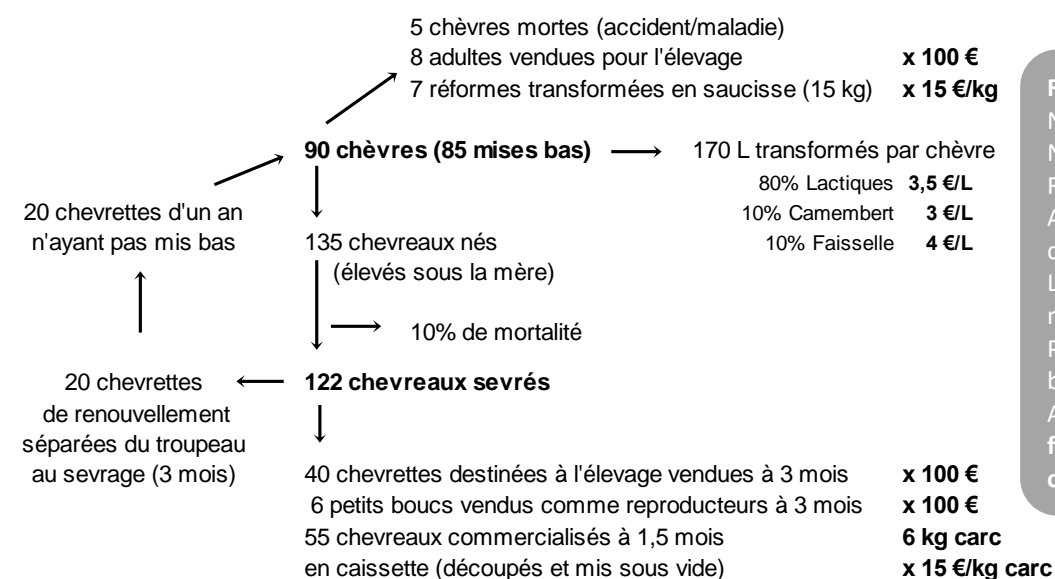 5 chèvres mortes (accident/maladie)
8 adultes vendues pour l'élevage x 100 €
7 réformes transformées en saucisse (15 kg) x 15 €/kg
90 chèvres (85 mises bas)
170 L transformés par chèvre
80% Lactiques 3,5 €/L
10% Camembert 3 €/L
10% Faisselle 4 €/L
20 chevrettes d'un an
n'ayant pas mis bas
135 chevreaux nés
(élevés sous la mère)
10% de mortalité
122 chevreaux sevrés
20 chevrettes
de renouvellement
séparées du troupeau
au sevrage (3 mois)
40 chevrettes destinées à l'élevage vendues à 3 mois x 100 €
6 petits boucs vendus comme reproducteurs à 3 mois x 100 €
55 chevreaux commercialisés à 1,5 mois 6 kg carc
en caissette (découpés et mis sous vide) x 15 €/kg carc